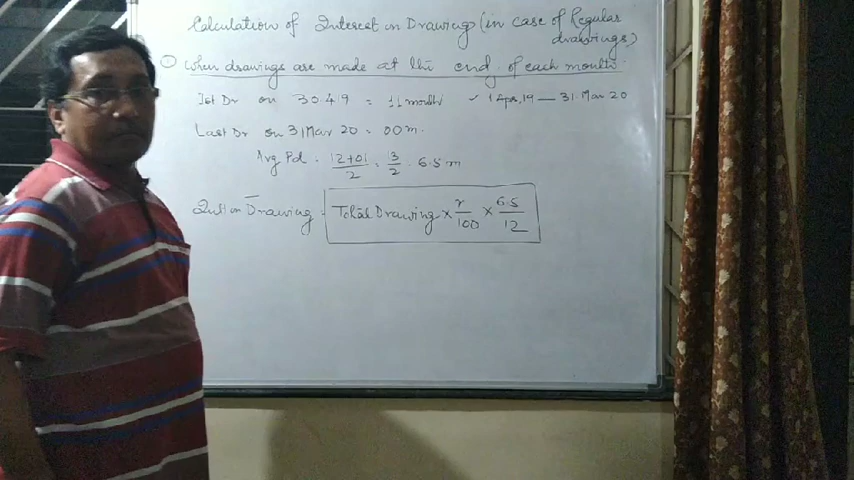 Calculation of Interest on Drawings (in case of Regular
drawings)
① When drawings are made at the end of each month.
1st Dr on 30.4.19 = 11 months ✓ 1 Apr, 19 — 31. Mar 20
Last Dr on 31 Mar 20 = 00 m.
Avg Pd = 12+01/2 = 13/2 = 6.5 m
Int on Drawing = Total Drawing × r/100 × 6.5/12